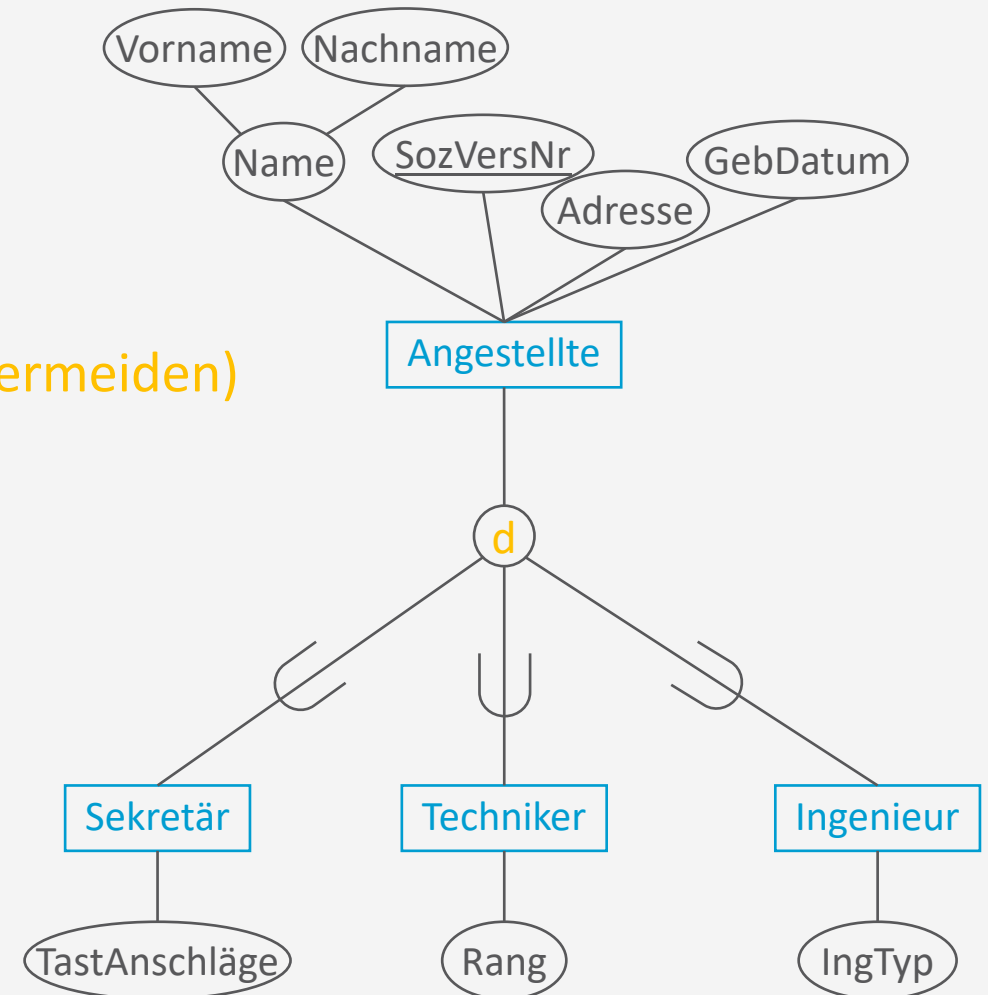 Vorname Nachname
Name SozVersNr GebDatum
Adresse
Angestellte
ermeiden)
d
Sekretär Techniker Ingenieur
TastAnschläge Rang IngTyp